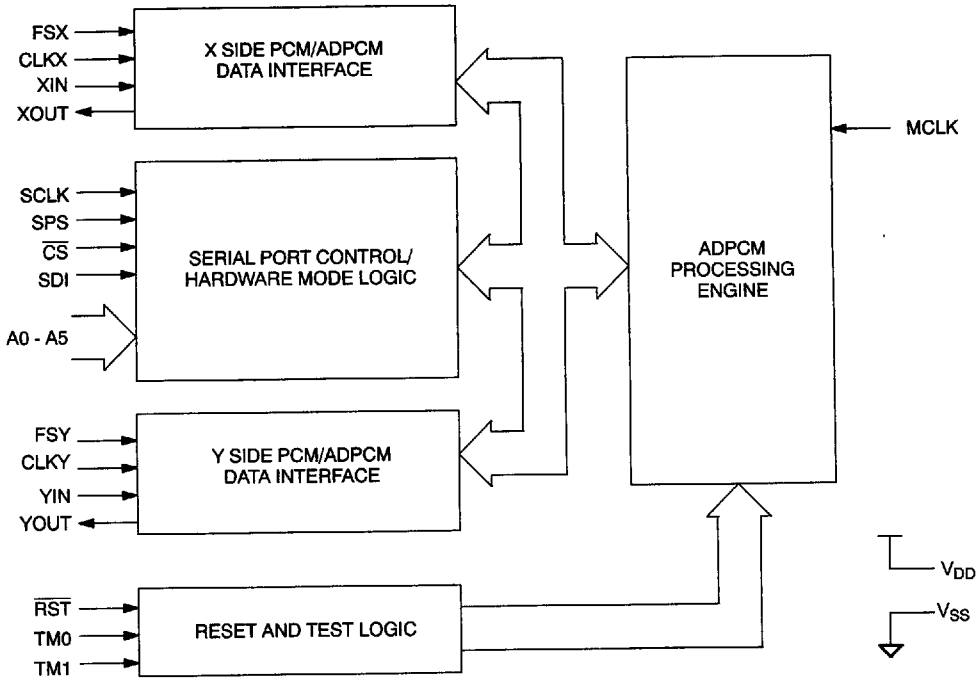 FSX
CLKX
XIN
XOUT
X SIDE PCM/ADPCM
DATA INTERFACE
SCLK
SPS
CS
SDI
A0 - A5
SERIAL PORT CONTROL/
HARDWARE MODE LOGIC
FSY
CLKY
YIN
YOUT
Y SIDE PCM/ADPCM
DATA INTERFACE
RST
TM0
TM1
RESET AND TEST LOGIC
MCLK
ADPCM
PROCESSING
ENGINE
VDD
VSS